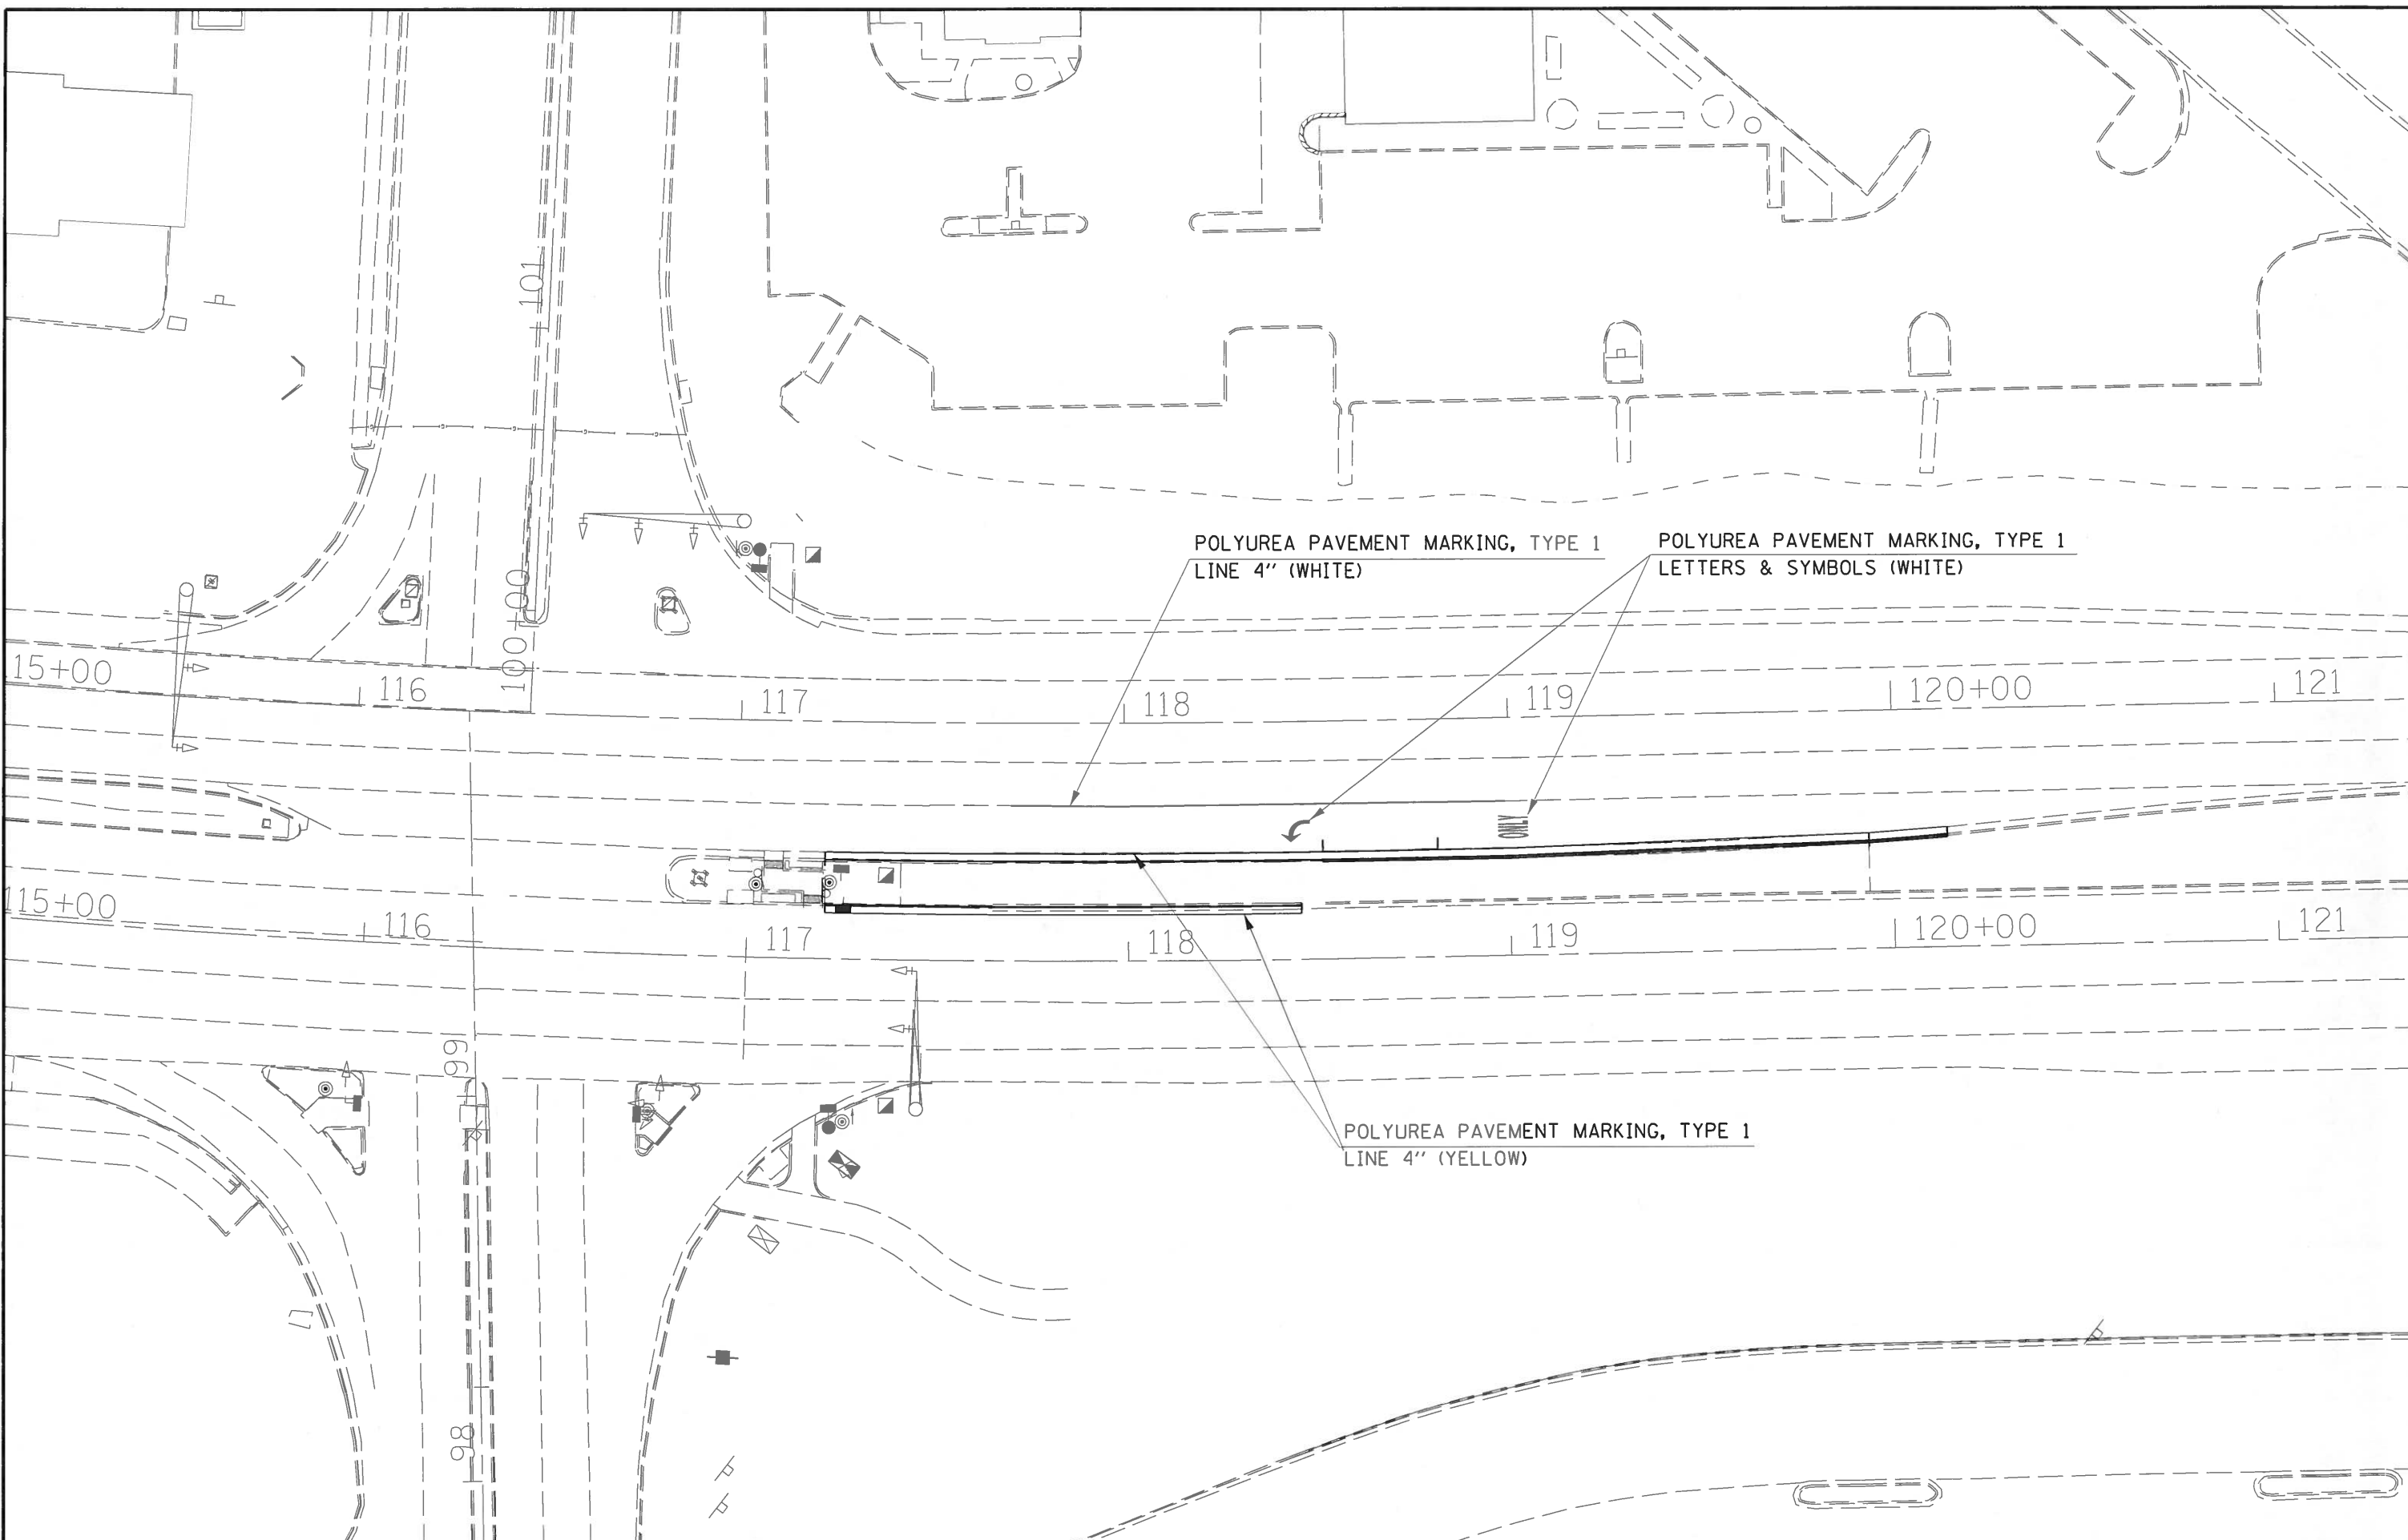 101
POLYUREA PAVEMENT MARKING, TYPE 1
LINE 4" (WHITE)
POLYUREA PAVEMENT MARKING, TYPE 1
LETTERS & SYMBOLS (WHITE)
100+00
15+00
116
117
118
119
120+00
121
ONLY
115+00
116
117
118
119
120+00
121
99
POLYUREA PAVEMENT MARKING, TYPE 1
LINE 4" (YELLOW)
98